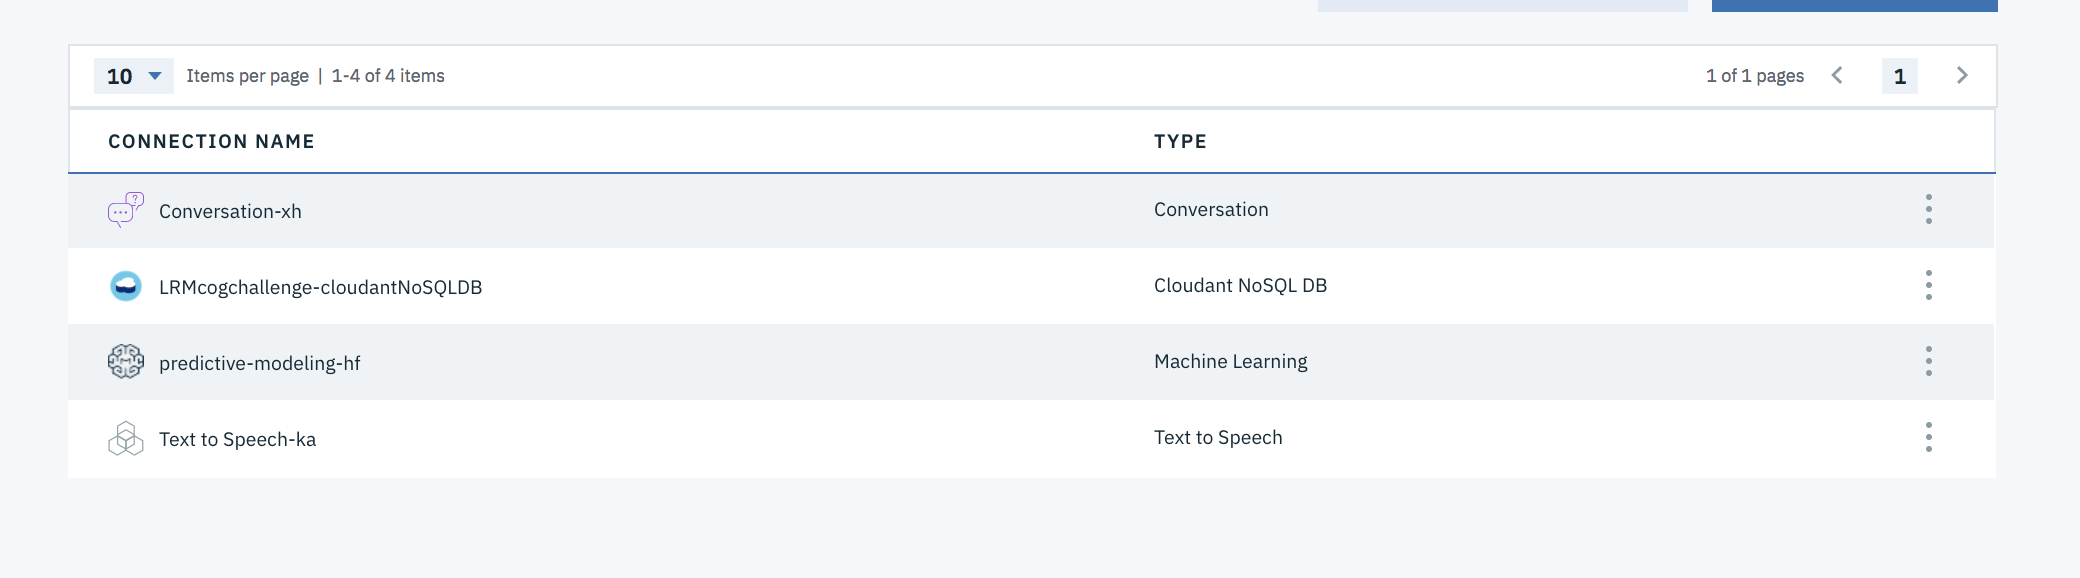 10 Items per page | 1-4 of 4 items 1 of 1 pages 1
CONNECTION NAME TYPE
Conversation-xh Conversation
LRMcogchallenge-cloudantNoSQLDB Cloudant NoSQL DB
predictive-modeling-hf Machine Learning
Text to Speech-ka Text to Speech